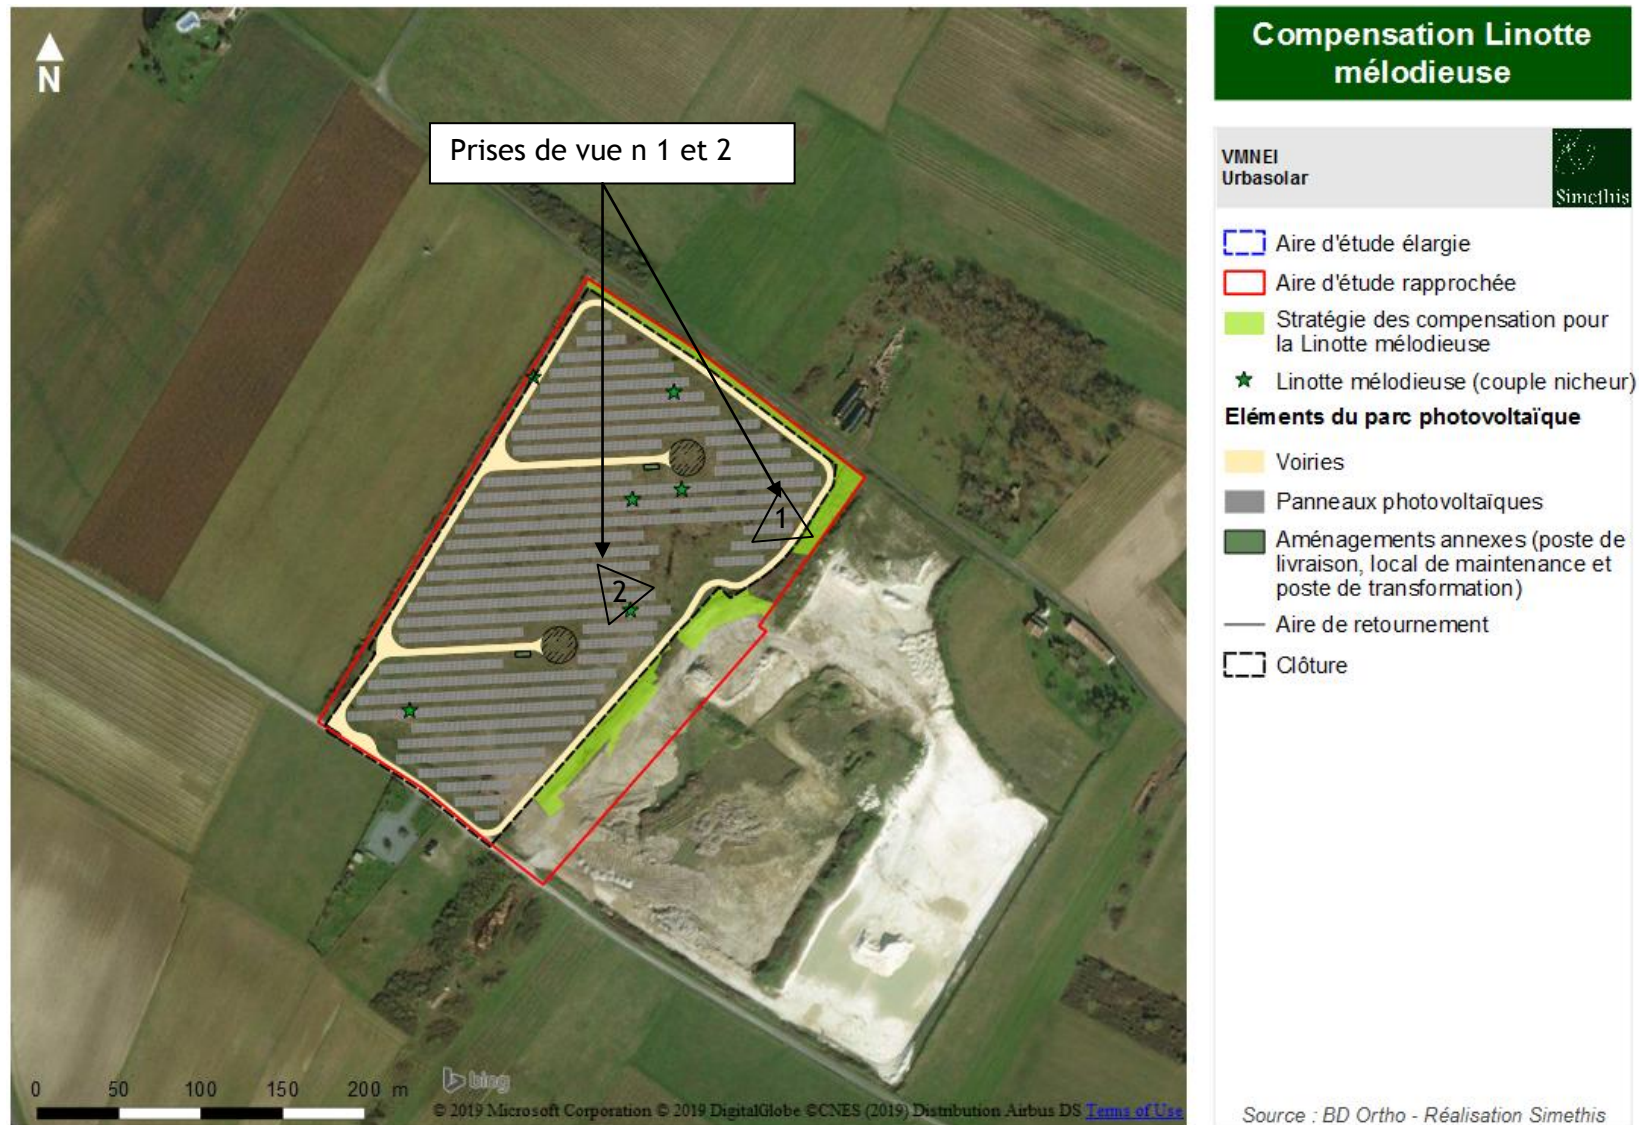 N
Prises de vue n 1 et 2
1
2
0 50 100 150 200 m
bing
© 2019 Microsoft Corporation © 2019 DigitalGlobe ©CNES (2019) Distribution Airbus DS Terms of Use
Compensation Linotte
mélodieuse
VMNEI
Urbasolar
Simethis
Aire d'étude élargie
Aire d'étude rapprochée
Stratégie des compensation pour
la Linotte mélodieuse
Linotte mélodieuse (couple nicheur)
Eléments du parc photovoltaïque
Voiries
Panneaux photovoltaïques
Aménagements annexes (poste de
livraison, local de maintenance et
poste de transformation)
Aire de retournement
Clôture
Source : BD Ortho - Réalisation Simethis